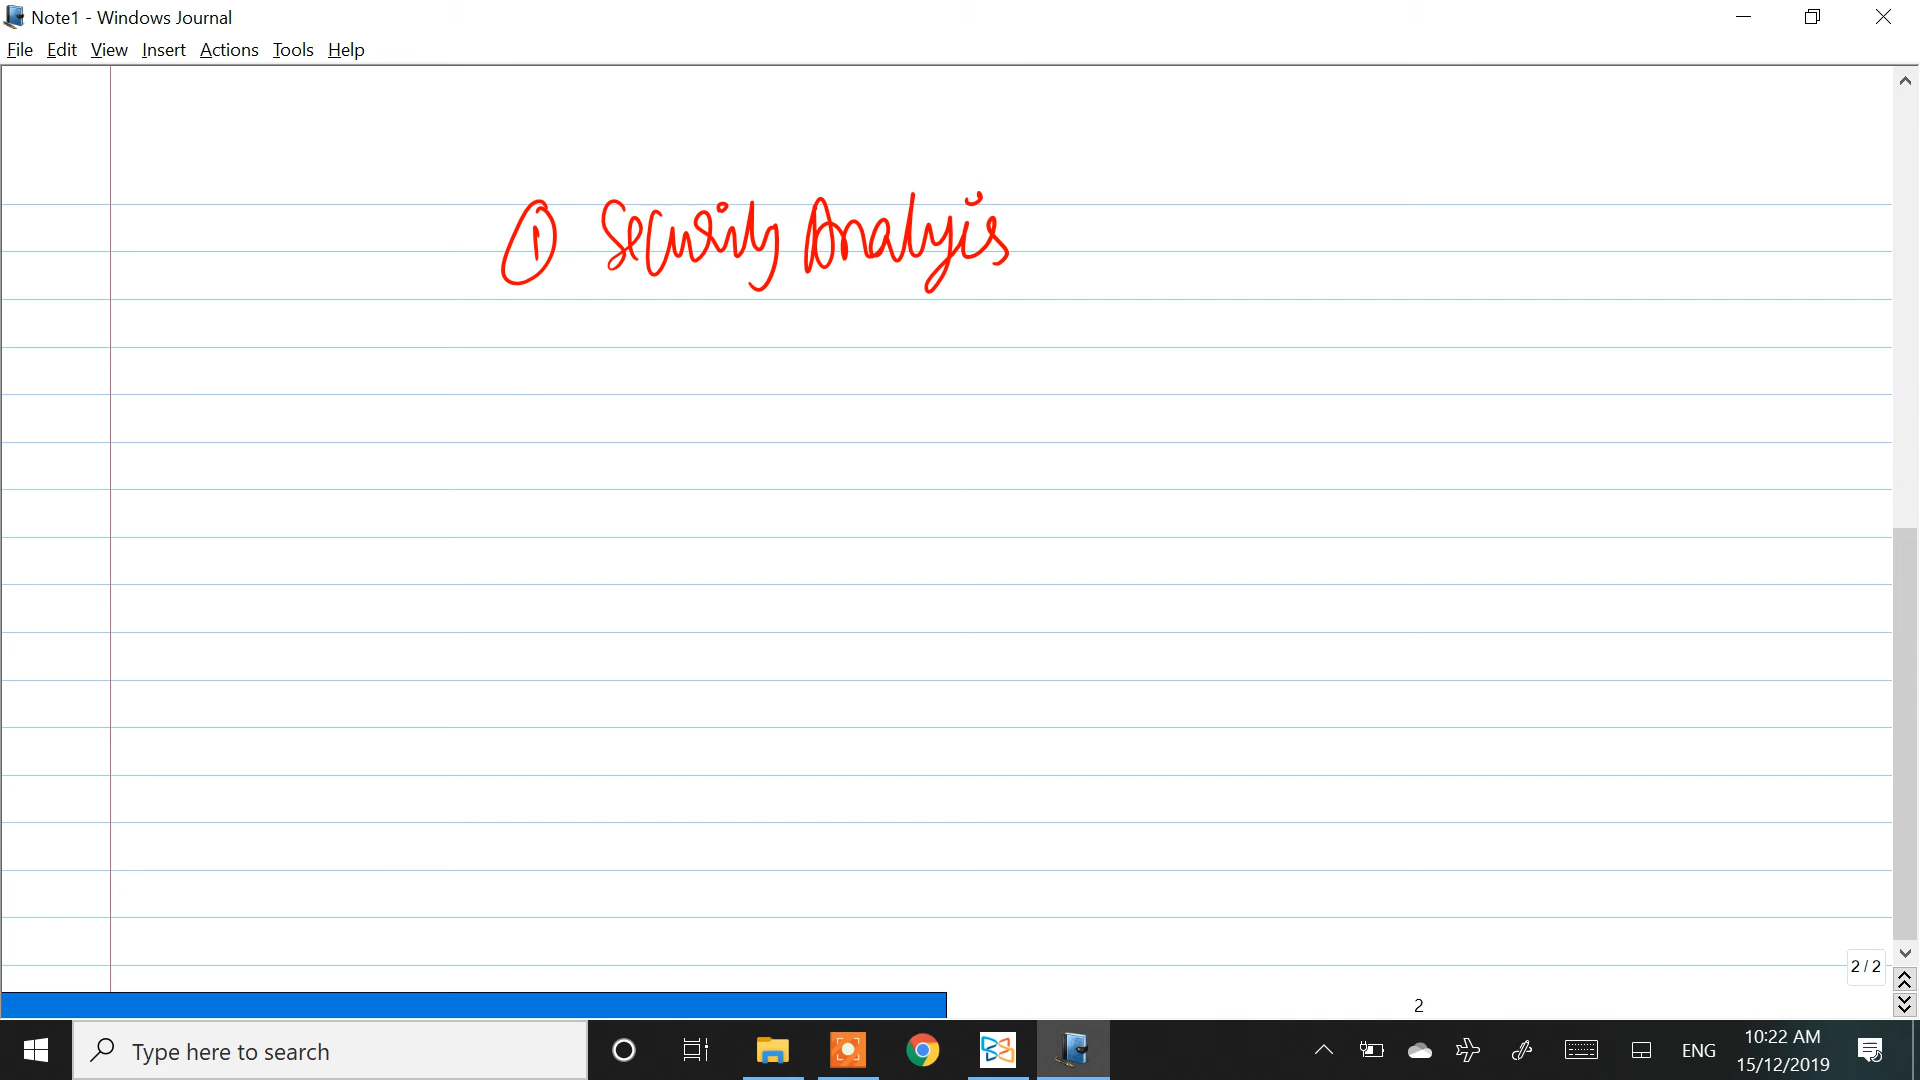 Note1 - Windows Journal
File Edit View Insert Actions Tools Help
① Security Analyis
2 / 2
2
Type here to search
ENG
10:22 AM
15/12/2019